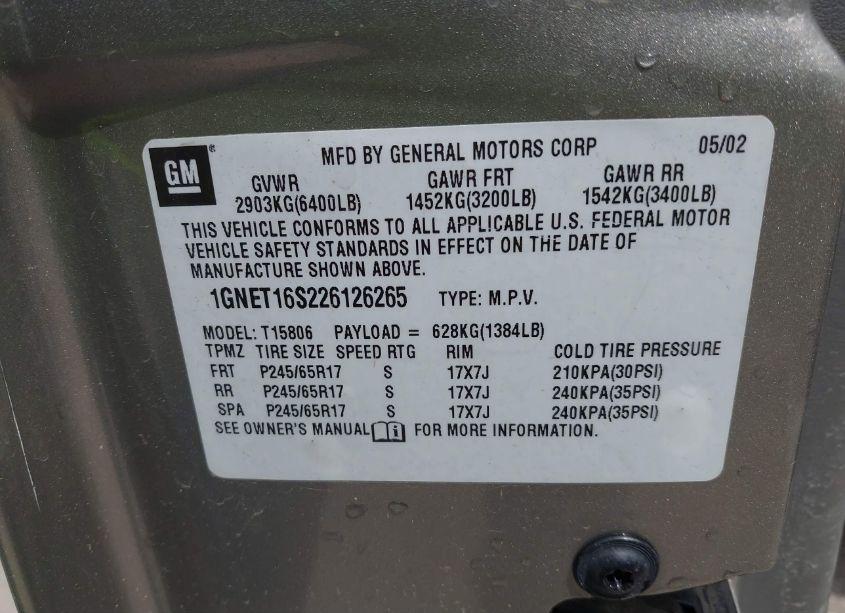 GM® MFD BY GENERAL MOTORS CORP 05/02
GVWR GAWR FRT GAWR RR
2903KG(6400LB) 1452KG(3200LB) 1542KG(3400LB)
THIS VEHICLE CONFORMS TO ALL APPLICABLE U.S. FEDERAL MOTOR
VEHICLE SAFETY STANDARDS IN EFFECT ON THE DATE OF
MANUFACTURE SHOWN ABOVE.
1GNET16S226126265 TYPE: M.P.V.
MODEL: T15806 PAYLOAD = 628KG(1384LB)
TPMZ TIRE SIZE SPEED RTG RIM COLD TIRE PRESSURE
FRT P245/65R17 S 17X7J 210KPA(30PSI)
RR P245/65R17 S 17X7J 240KPA(35PSI)
SPA P245/65R17 S 17X7J 240KPA(35PSI)
SEE OWNER'S MANUAL i FOR MORE INFORMATION.